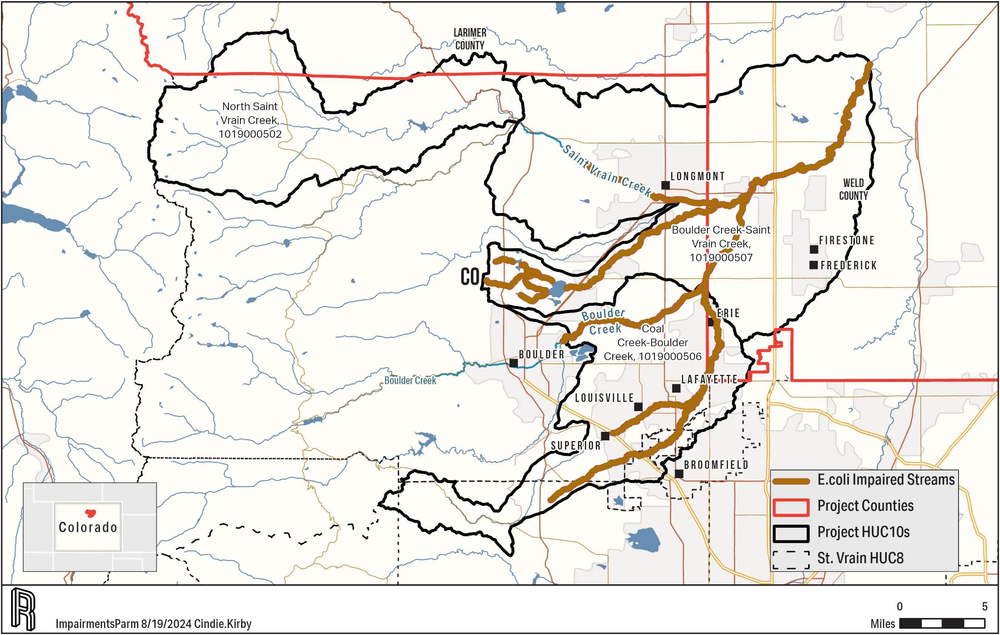 LARIMER
COUNTY
North Saint
Vrain Creek,
1019000502
Saint Vrain Creek
LONGMONT
WELD
COUNTY
Boulder Creek-Saint
Vrain Creek,
1019000507
FIRESTONE
FREDERICK
CO
ERIE
Boulder
Creek
Coal
Creek-Boulder
Creek, 1019000506
BOULDER
Boulder Creek
LAFAYETTE
LOUISVILLE
SUPERIOR
BROOMFIELD
E.coli Impaired Streams
Project Counties
Project HUC10s
St. Vrain HUC8
Colorado
R
ImpairmentsParm 8/19/2024 Cindie.Kirby
0 5
Miles